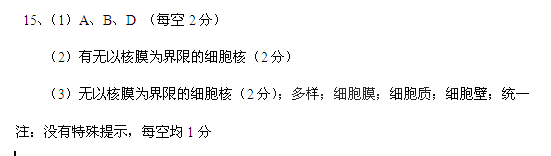 15、（1）A、B、D （每空2分）
（2）有无以核膜为界限的细胞核（2分）
（3）无以核膜为界限的细胞核（2分）；多样；细胞膜；细胞质；细胞壁；统一
注：没有特殊提示，每空均1分